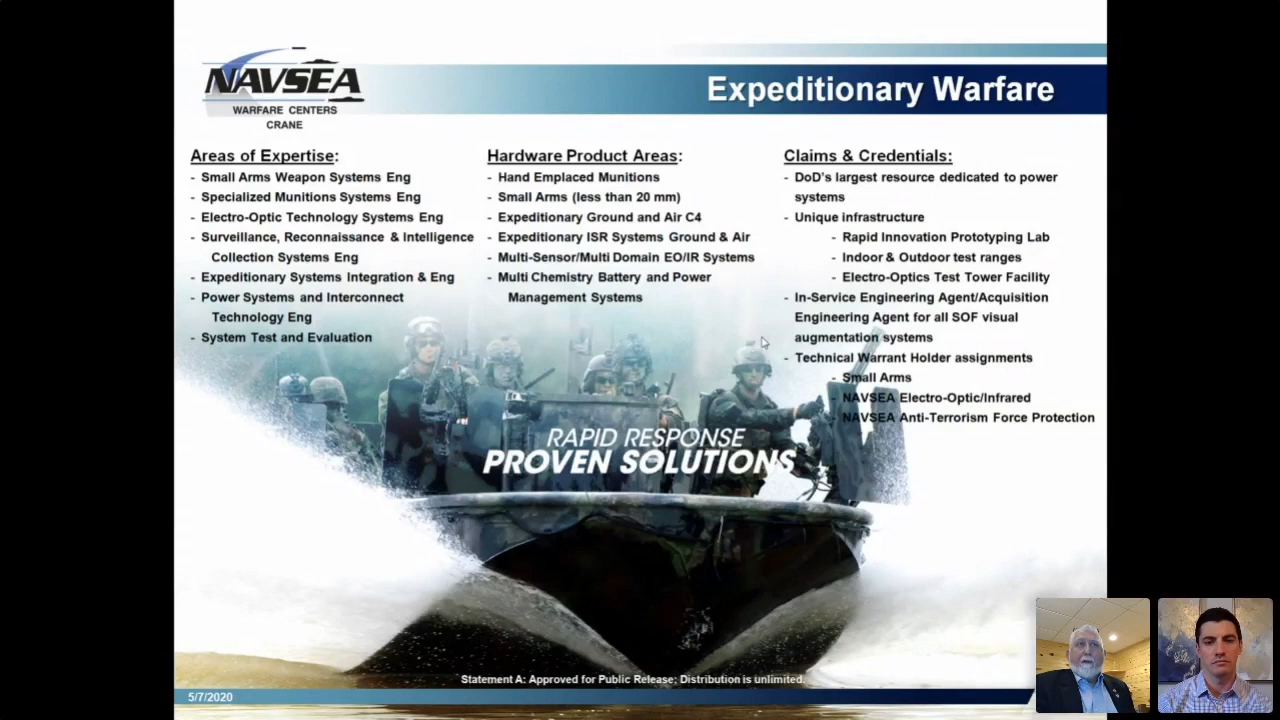 NAVSEA
WARFARE CENTERS
CRANE
Expeditionary Warfare
Areas of Expertise:
- Small Arms Weapon Systems Eng
- Specialized Munitions Systems Eng
- Electro-Optic Technology Systems Eng
- Surveillance, Reconnaissance & Intelligence
Collection Systems Eng
- Expeditionary Systems Integration & Eng
- Power Systems and Interconnect
Technology Eng
- System Test and Evaluation
Hardware Product Areas:
- Hand Emplaced Munitions
- Small Arms (less than 20 mm)
- Expeditionary Ground and Air C4
- Expeditionary ISR Systems Ground & Air
- Multi-Sensor/Multi Domain EO/IR Systems
- Multi Chemistry Battery and Power
Management Systems
Claims & Credentials:
- DoD's largest resource dedicated to power
systems
- Unique infrastructure
- Rapid Innovation Prototyping Lab
- Indoor & Outdoor test ranges
- Electro-Optics Test Tower Facility
- In-Service Engineering Agent/Acquisition
Engineering Agent for all SOF visual
augmentation systems
- Technical Warrant Holder assignments
- Small Arms
- NAVSEA Electro-Optic/Infrared
- NAVSEA Anti-Terrorism Force Protection
RAPID RESPONSE
PROVEN SOLUTIONS
Statement A: Approved for Public Release; Distribution is unlimited.
5/7/2020